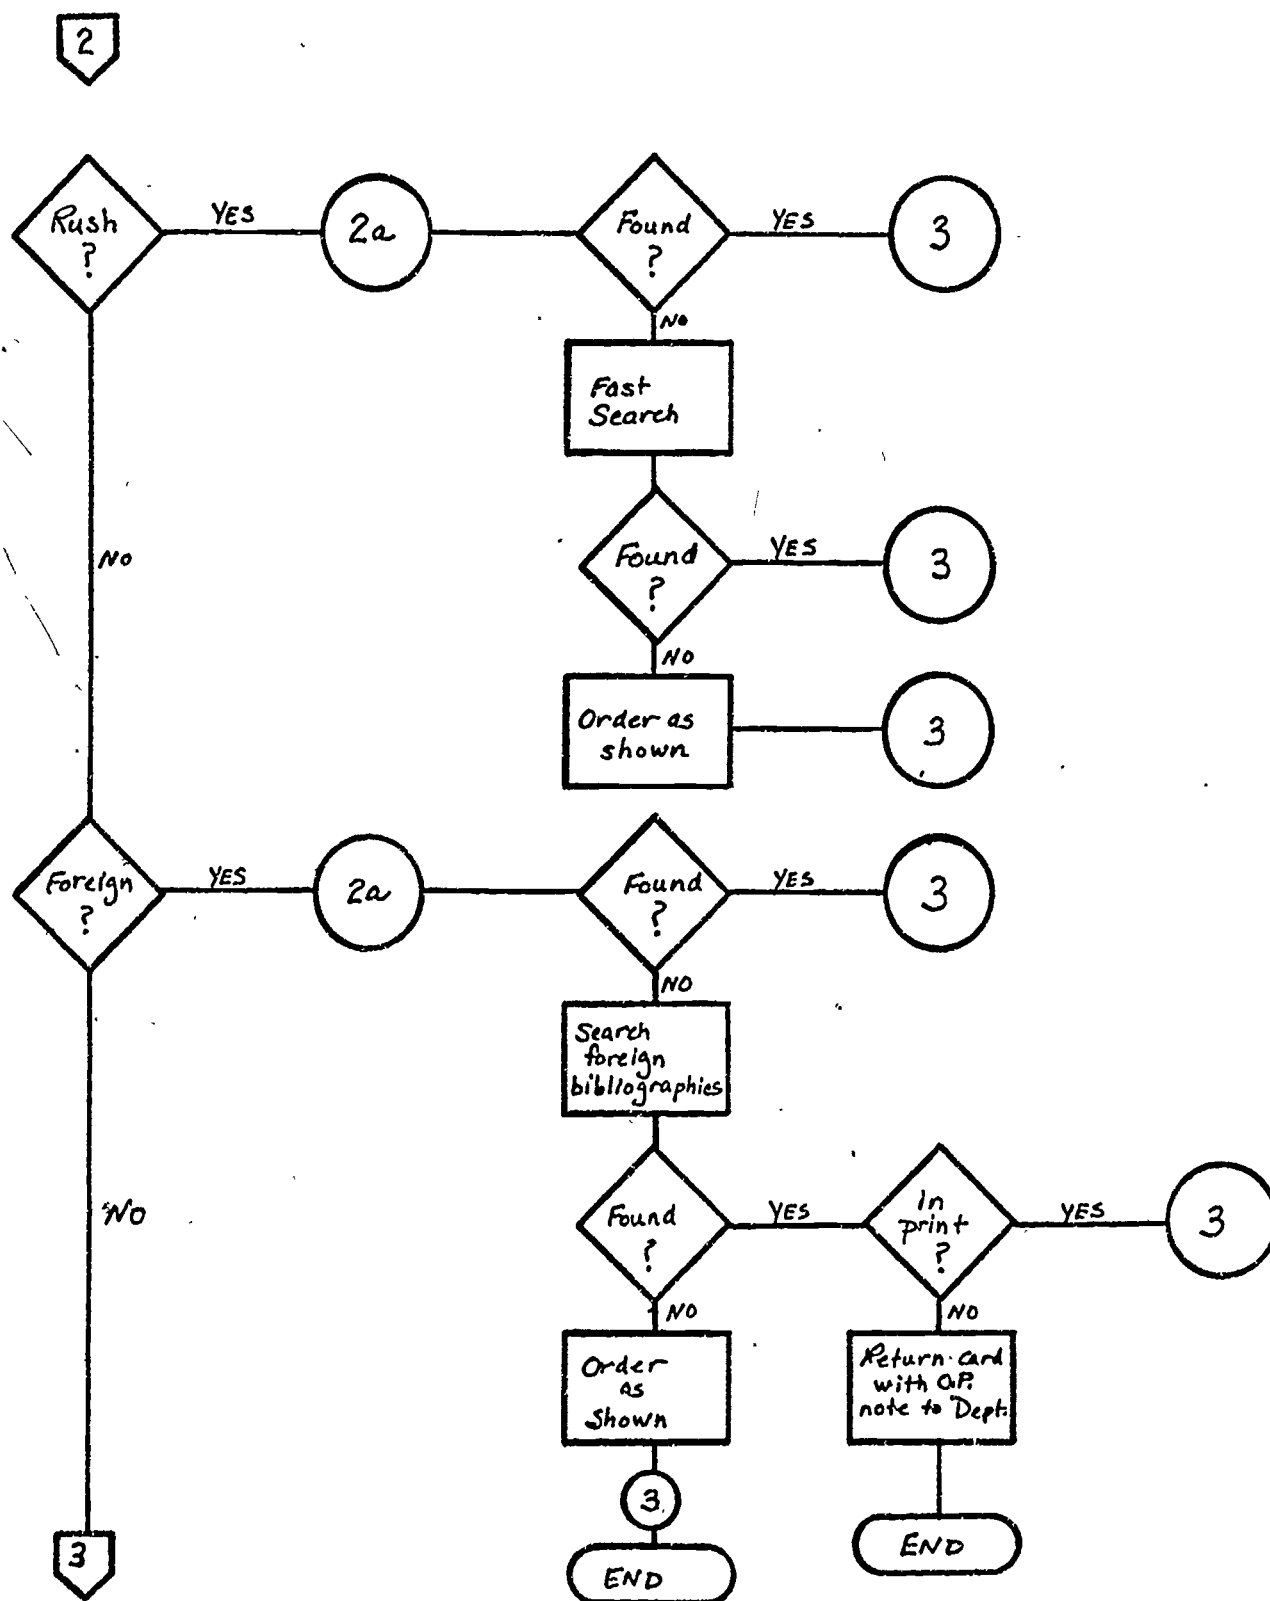 2
Rush
?
YES
2a
Found
?
YES
3
NO
Fast
Search
NO
Found
?
YES
3
NO
Order as
shown
3
Foreign
?
YES
2a
Found
?
YES
3
NO
Search
foreign
bibliographies
NO
Found
?
YES
In
print
?
YES
3
NO
Order
as
Shown
NO
Return card
with O.P.
note to Dept.
3
END
END
3